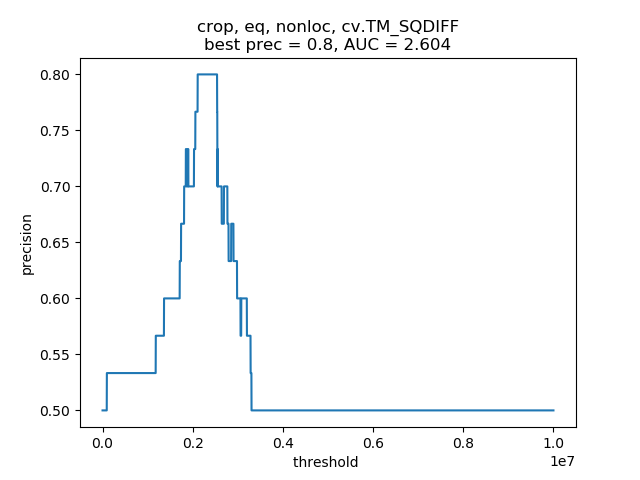 crop, eq, nonloc, cv.TM_SQDIFF
best prec = 0.8, AUC = 2.604
0.80
0.75
0.70
0.65
0.60
0.55
0.50
precision
0.0 0.2 0.4 0.6 0.8 1.0
1e7
threshold